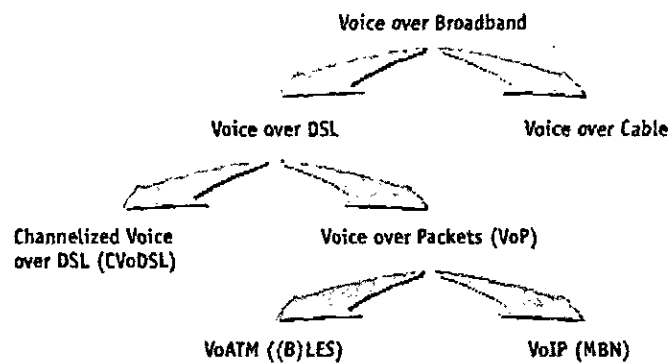 Voice over Broadband
Voice over DSL
Voice over Cable
Channelized Voice
over DSL (CVoDSL)
Voice over Packets (VoP)
VoATM ((B)LES)
VoIP (MBN)